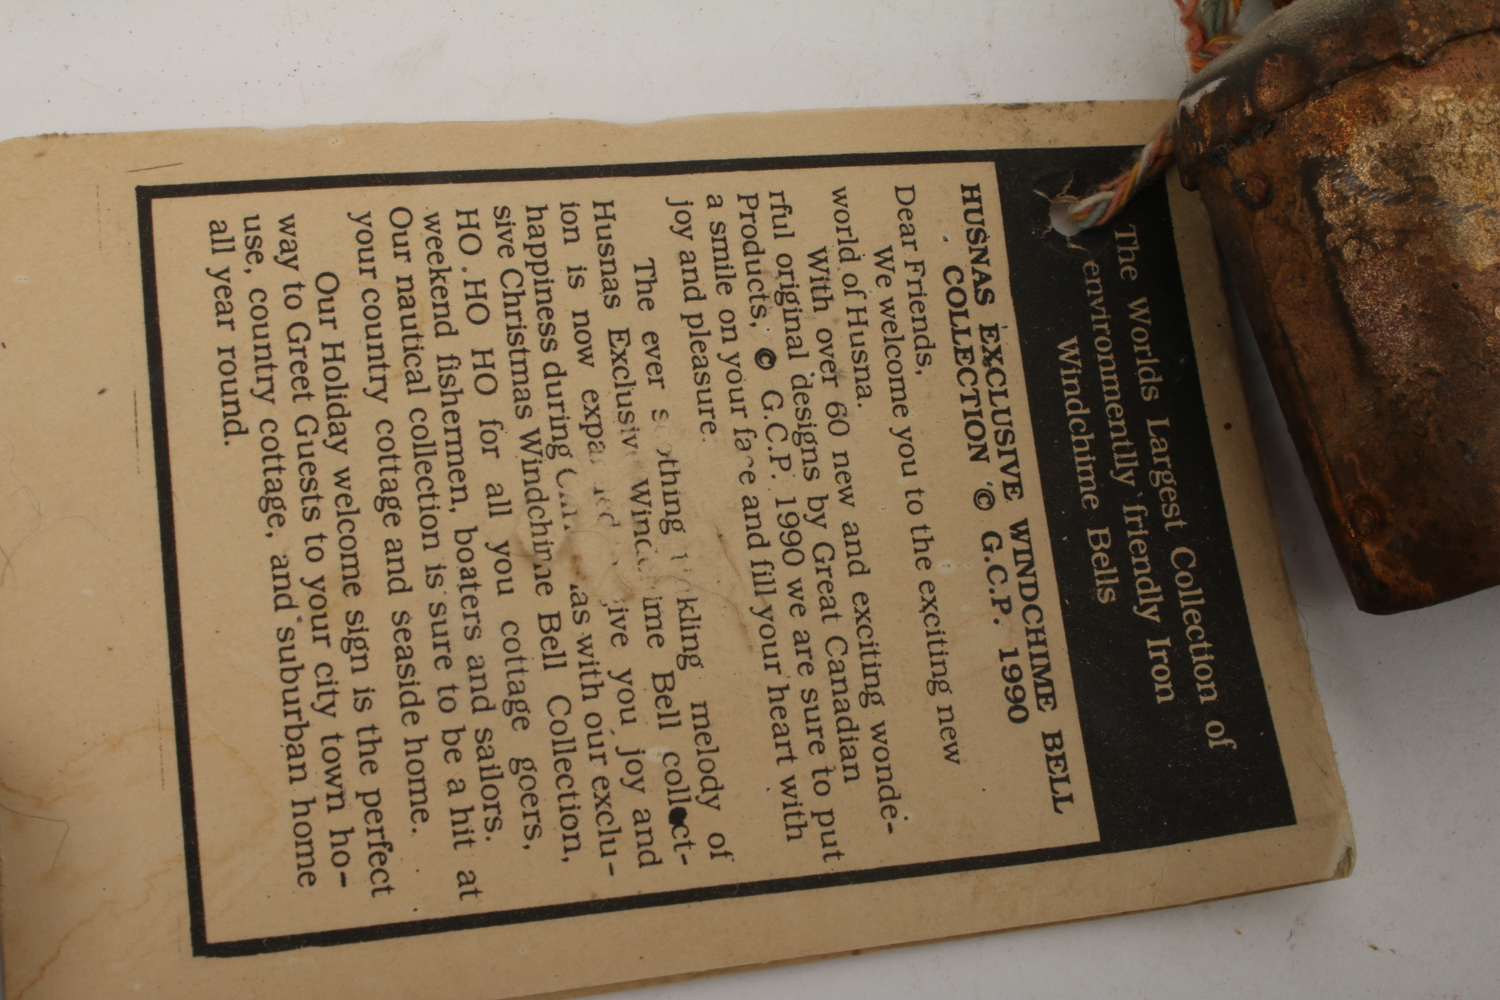 The Worlds Largest Collection of
environmentlly friendly Iron
Windchime Bells
HUSNAS EXCLUSIVE WINDCHIME BELL
COLLECTION © G.C.P. 1990
Dear Friends,
We welcome you to the exciting new
world of Husna.
With over 60 new and exciting wonde-
rful original designs by Great Canadian
Products, © G.C.P. 1990 we are sure to put
a smile on your face and fill your heart with
joy and pleasure.
The ever melody of
Husnas Exclusive Windchime Bell collect-
ion is now you joy and
happiness during with our exclu-
sive Christmas Windchime Bell Collection,
HO HO HO for all you cottage goers,
weekend fishermen, boaters and sailors.
Our nautical collection is sure to be a hit at
your country cottage and seaside home.
Our Holiday welcome sign is the perfect
way to Greet Guests to your city town ho-
use, country cottage, and suburban home
all year round.